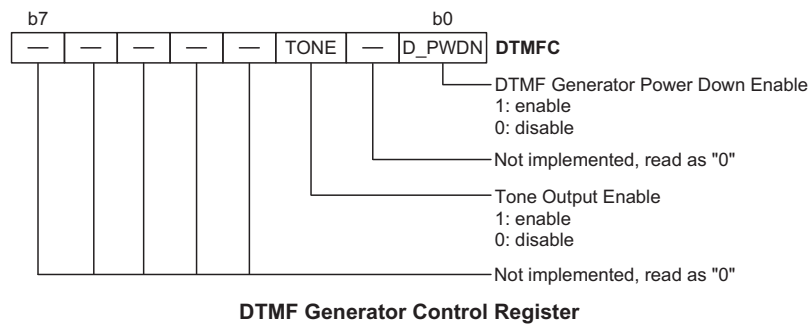 b7 b0
— — — — — TONE — D_PWDN DTMFC
DTMF Generator Power Down Enable
1: enable
0: disable
Not implemented, read as "0"
Tone Output Enable
1: enable
0: disable
Not implemented, read as "0"
DTMF Generator Control Register